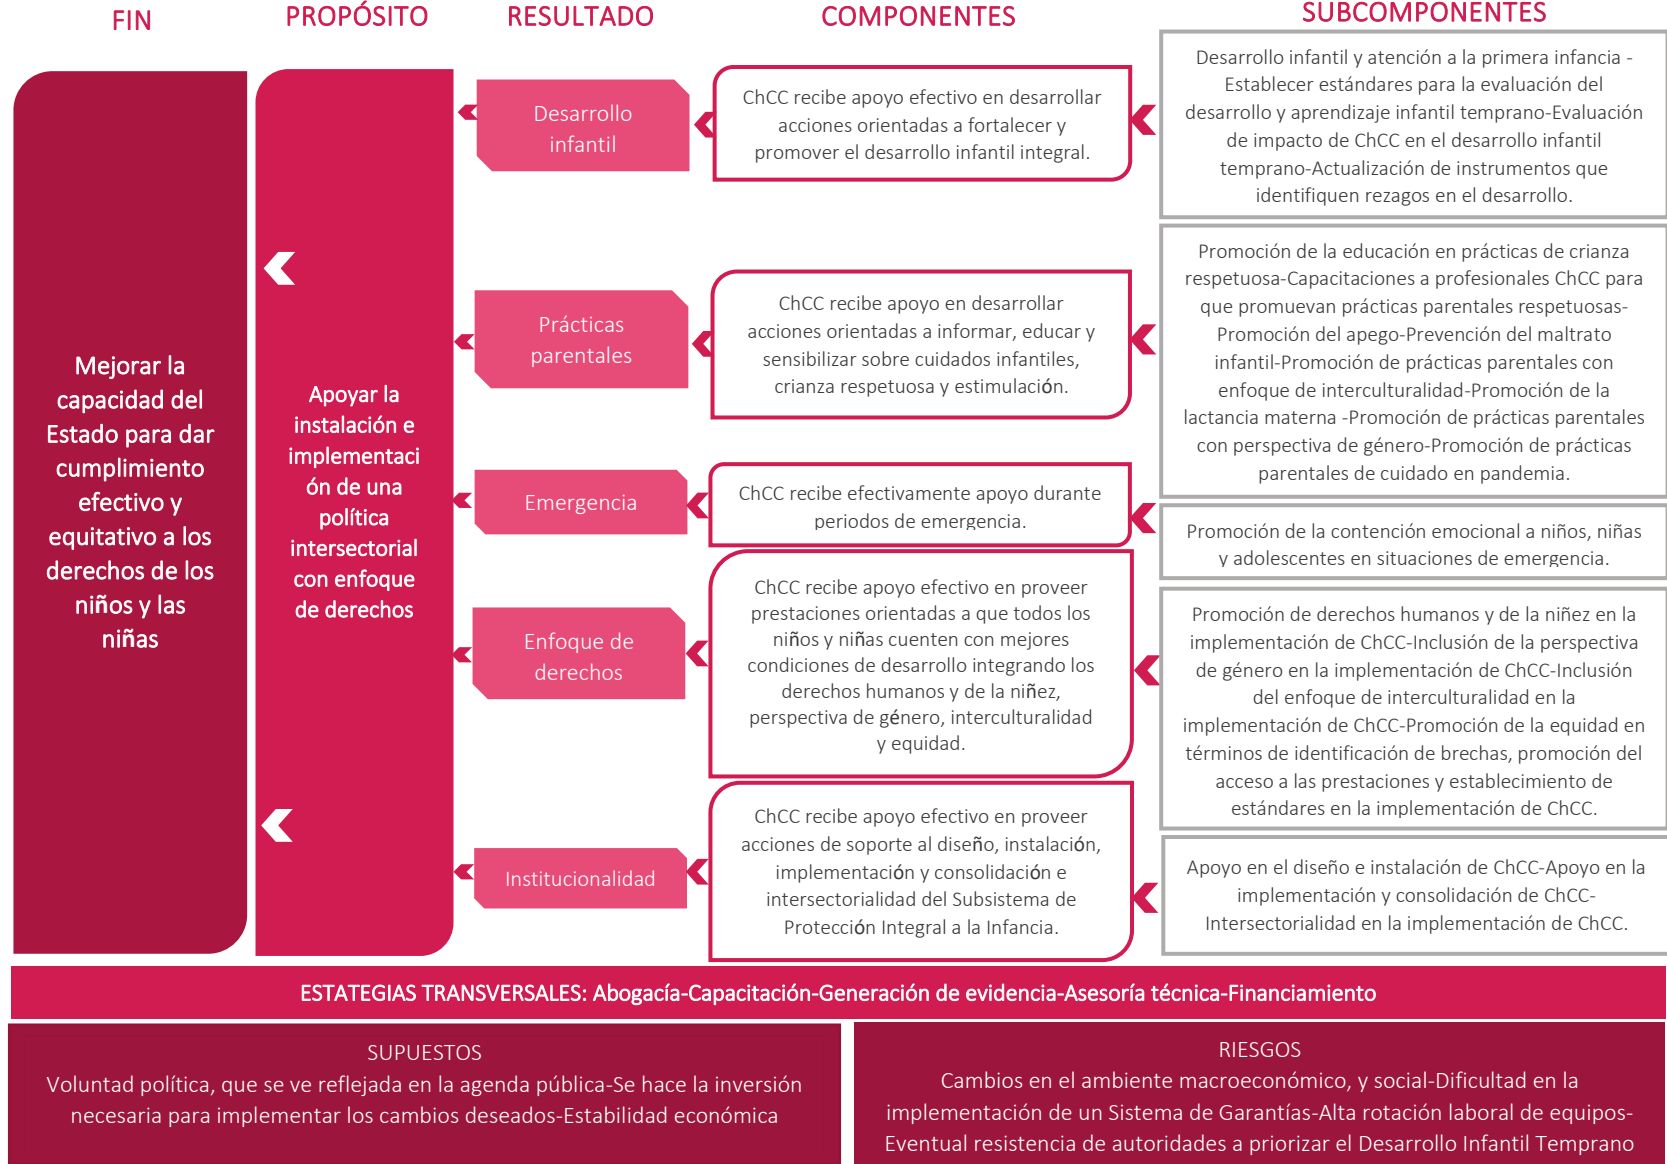 FIN
PROPÓSITO
RESULTADO
COMPONENTES
SUBCOMPONENTES
Mejorar la
capacidad del
Estado para dar
cumplimiento
efectivo y
equitativo a los
derechos de los
niños y las
niñas
Apoyar la
instalación e
implementaci
ón de una
política
intersectorial
con enfoque
de derechos
Desarrollo
infantil
ChCC recibe apoyo efectivo en desarrollar
acciones orientadas a fortalecer y
promover el desarrollo infantil integral.
Desarrollo infantil y atención a la primera infancia -
Establecer estándares para la evaluación del
desarrollo y aprendizaje infantil temprano-Evaluación
de impacto de ChCC en el desarrollo infantil
temprano-Actualización de instrumentos que
identifiquen rezagos en el desarrollo.
Prácticas
parentales
ChCC recibe apoyo en desarrollar
acciones orientadas a informar, educar y
sensibilizar sobre cuidados infantiles,
crianza respetuosa y estimulación.
Promoción de la educación en prácticas de crianza
respetuosa-Capacitaciones a profesionales ChCC para
que promuevan prácticas parentales respetuosas-
Promoción del apego-Prevención del maltrato
infantil-Promoción de prácticas parentales con
enfoque de interculturalidad-Promoción de la
lactancia materna -Promoción de prácticas parentales
con perspectiva de género-Promoción de prácticas
parentales de cuidado en pandemia.
Emergencia
ChCC recibe efectivamente apoyo durante
periodos de emergencia.
Promoción de la contención emocional a niños, niñas
y adolescentes en situaciones de emergencia.
Enfoque de
derechos
ChCC recibe apoyo efectivo en proveer
prestaciones orientadas a que todos los
niños y niñas cuenten con mejores
condiciones de desarrollo integrando los
derechos humanos y de la niñez,
perspectiva de género, interculturalidad
y equidad.
Promoción de derechos humanos y de la niñez en la
implementación de ChCC-Inclusión de la perspectiva
de género en la implementación de ChCC-Inclusión
del enfoque de interculturalidad en la
implementación de ChCC-Promoción de la equidad en
términos de identificación de brechas, promoción del
acceso a las prestaciones y establecimiento de
estándares en la implementación de ChCC.
Institucionalidad
ChCC recibe apoyo efectivo en proveer
acciones de soporte al diseño, instalación,
implementación y consolidación e
intersectorialidad del Subsistema de
Protección Integral a la Infancia.
Apoyo en el diseño e instalación de ChCC-Apoyo en la
implementación y consolidación de ChCC-
Intersectorialidad en la implementación de ChCC.
ESTATEGIAS TRANSVERSALES: Abogacía-Capacitación-Generación de evidencia-Asesoría técnica-Financiamiento
SUPUESTOS
Voluntad política, que se ve reflejada en la agenda pública-Se hace la inversión
necesaria para implementar los cambios deseados-Estabilidad económica
RIESGOS
Cambios en el ambiente macroeconómico, y social-Dificultad en la
implementación de un Sistema de Garantías-Alta rotación laboral de equipos-
Eventual resistencia de autoridades a priorizar el Desarrollo Infantil Temprano